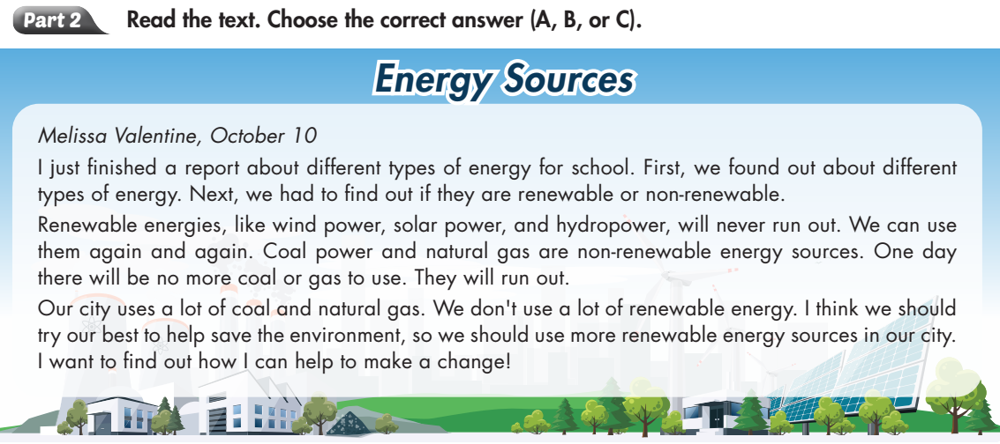 Part 2 Read the text. Choose the correct answer (A, B, or C).
Energy Sources
Melissa Valentine, October 10
I just finished a report about different types of energy for school. First, we found out about different
types of energy. Next, we had to find out if they are renewable or non-renewable.
Renewable energies, like wind power, solar power, and hydropower, will never run out. We can use
them again and again. Coal power and natural gas are non-renewable energy sources. One day
there will be no more coal or gas to use. They will run out.
Our city uses a lot of coal and natural gas. We don't use a lot of renewable energy. I think we should
try our best to help save the environment, so we should use more renewable energy sources in our city.
I want to find out how I can help to make a change!